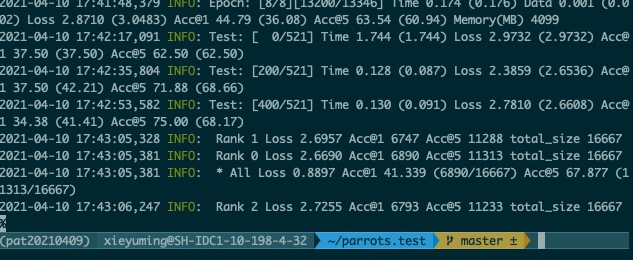 2021-04-10 17:41:48,379 INFO: Epoch: [8/8][13200/13346] Time 0.174 (0.176) Data 0.001 (0.0
02) Loss 2.8710 (3.0483) Acc@1 44.79 (36.08) Acc@5 63.54 (60.94) Memory(MB) 4099
2021-04-10 17:42:17,091 INFO: Test: [  0/521] Time 1.744 (1.744) Loss 2.9732 (2.9732) Acc@
1 37.50 (37.50) Acc@5 62.50 (62.50)
2021-04-10 17:42:35,804 INFO: Test: [200/521] Time 0.128 (0.087) Loss 2.3859 (2.6536) Acc@
1 37.50 (42.21) Acc@5 71.88 (68.66)
2021-04-10 17:42:53,582 INFO: Test: [400/521] Time 0.130 (0.091) Loss 2.7810 (2.6608) Acc@
1 34.38 (41.41) Acc@5 75.00 (68.17)
2021-04-10 17:43:05,328 INFO:  Rank 1 Loss 2.6957 Acc@1 6747 Acc@5 11288 total_size 16667
2021-04-10 17:43:05,381 INFO:  Rank 0 Loss 2.6690 Acc@1 6890 Acc@5 11313 total_size 16667
2021-04-10 17:43:05,381 INFO:  * All Loss 0.8897 Acc@1 41.339 (6890/16667) Acc@5 67.877 (1
1313/16667)
2021-04-10 17:43:06,247 INFO:  Rank 2 Loss 2.7255 Acc@1 6793 Acc@5 11233 total_size 16667
%
(pat20210409) xieyuming@SH-IDC1-10-198-4-32 ~/parrots.test master ±